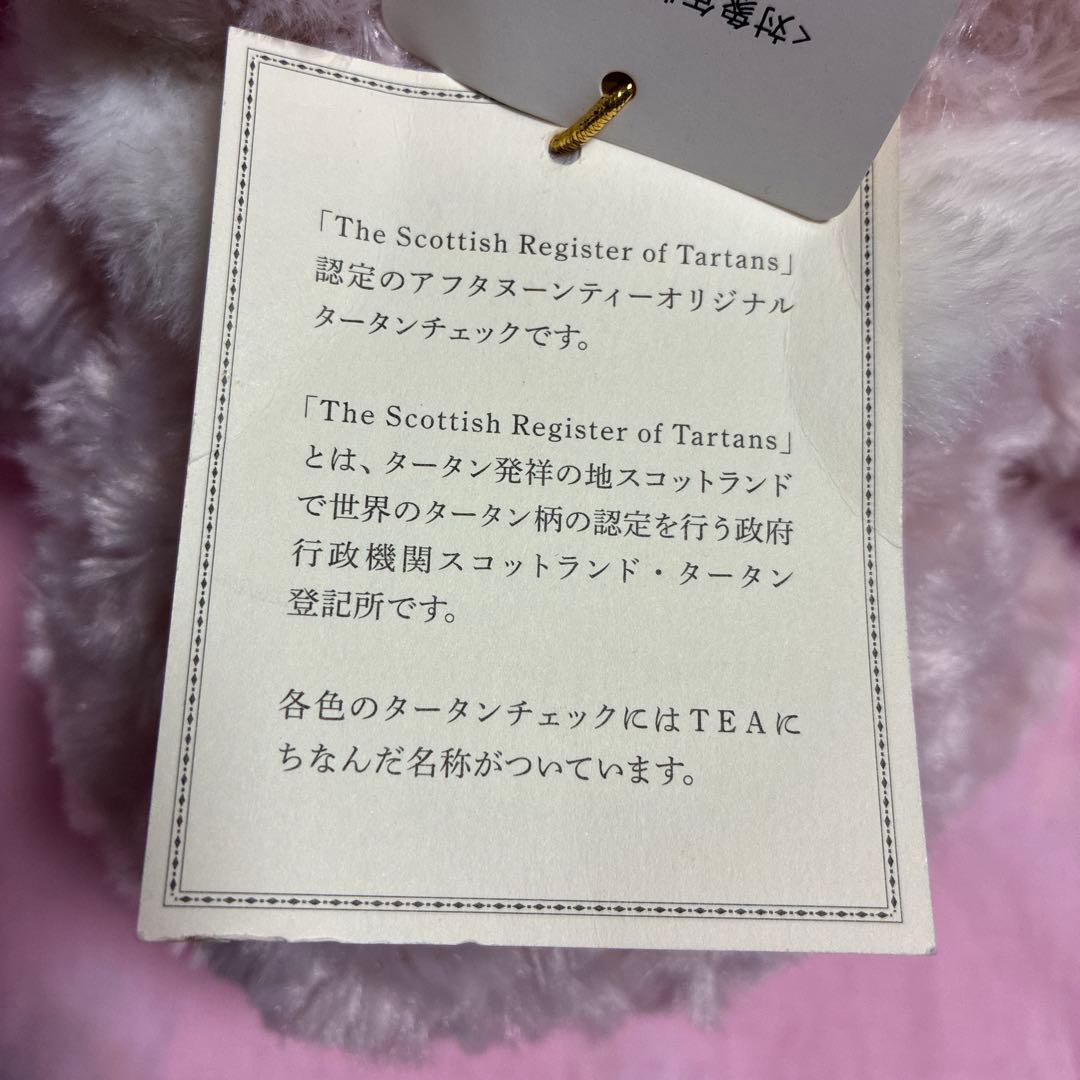 <対象年
「The Scottish Register of Tartans」
認定のアフタヌーンティーオリジナル
タータンチェックです。
「The Scottish Register of Tartans」
とは、タータン発祥の地スコットランド
で世界のタータン柄の認定を行う政府
行政機関スコットランド・タータン
登記所です。
各色のタータンチェックにはTEAに
ちなんだ名称がついています。